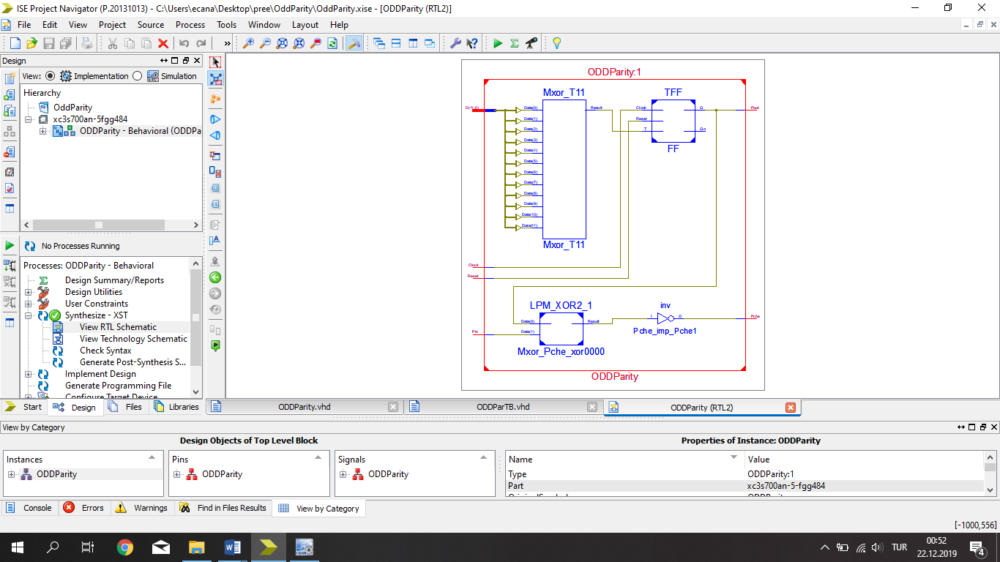 ISE Project Navigator (P.20131013) - C:\Users\ecana\Desktop\pree\OddParity\OddParity.xise - [ODDParity (RTL2)]
File Edit View Project Source Process Tools Window Layout Help
Design
View: Implementation Simulation
Hierarchy
OddParity
xc3s700an-5fgg484
ODDParity - Behavioral (ODDPa
No Processes Running
Processes: ODDParity - Behavioral
Design Summary/Reports
Design Utilities
User Constraints
Synthesize - XST
View RTL Schematic
View Technology Schematic
Check Syntax
Generate Post-Synthesis S...
Implement Design
Generate Programming File
Configure Target Device
Start Design Files Libraries
ODDParity:1
Mxor_T11
TFF
D(11:0)
Data(0)
Data(1)
Data(2)
Data(3)
Data(4)
Data(5)
Data(6)
Data(7)
Data(8)
Data(9)
Data(10)
Data(11)
Result
Clock
Reset
T
Q
Qn
Pout
FF
Mxor_T11
Clock
Reset
LPM_XOR2_1
inv
Data(0)
Data(1)
Result
I
O
Pche
Pin
Pche_imp_Pche1
Mxor_Pche_xor0000
ODDParity
ODDParity.vhd ODDParTB.vhd ODDParity (RTL2)
View by Category
Design Objects of Top Level Block
Properties of Instance: ODDParity
Instances
ODDParity
Pins
ODDParity
Signals
ODDParity
Name Value
Type ODDParity:1
Part xc3s700an-5-fgg484
Console Errors Warnings Find in Files Results View by Category
[-1000,556]
TUR
00:52
22.12.2019
4